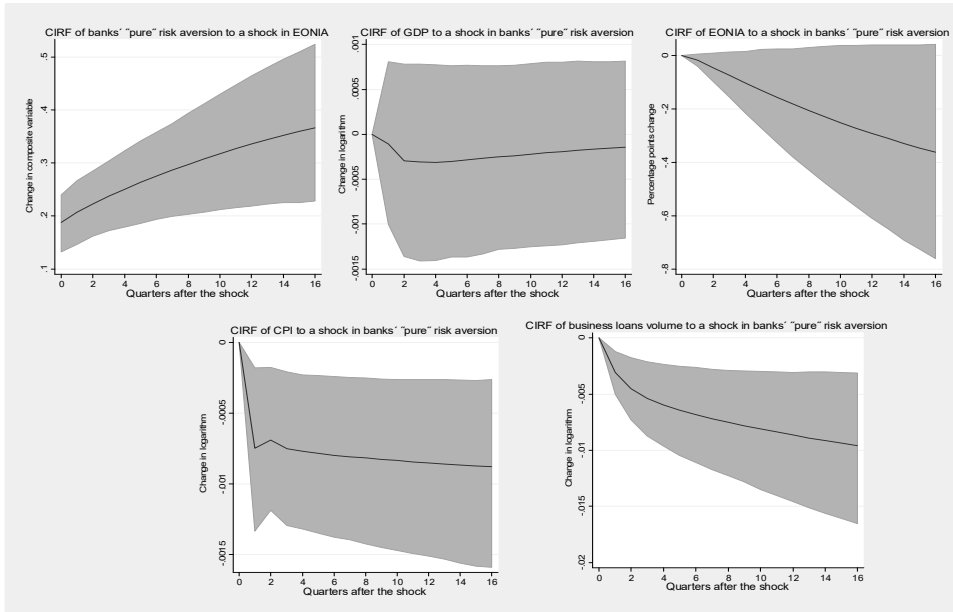 CIRF of banks´ ˝pure˝ risk aversion to a shock in EONIA
Change in composite variable
.5
.4
.3
.2
.1
0 2 4 6 8 10 12 14 16
Quarters after the shock
CIRF of GDP to a shock in banks´ ˝pure˝ risk aversion
Change in logarithm
.001
.0005
0
-.0005
-.001
-.0015
0 2 4 6 8 10 12 14 16
Quarters after the shock
CIRF of EONIA to a shock in banks´ ˝pure˝ risk aversion
Percentage points change
0
-.2
-.4
-.6
-.8
0 2 4 6 8 10 12 14 16
Quarters after the shock
CIRF of CPI to a shock in banks´ ˝pure˝ risk aversion
Change in logarithm
0
-.0005
-.001
-.0015
0 2 4 6 8 10 12 14 16
Quarters after the shock
CIRF of business loans volume to a shock in banks´ ˝pure˝ risk aversion
Change in logarithm
0
-.005
-.01
-.015
-.02
0 2 4 6 8 10 12 14 16
Quarters after the shock